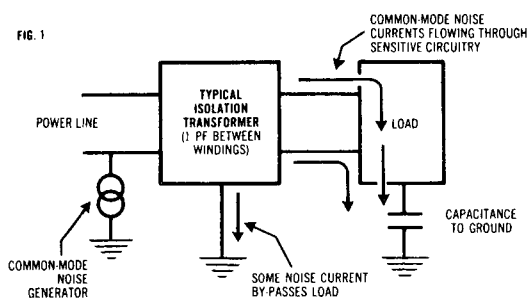 FIG. 1
COMMON-MODE NOISE
CURRENTS FLOWING THROUGH
SENSITIVE CIRCUITRY
TYPICAL
ISOLATION
TRANSFORMER
(1 PF BETWEEN
WINDINGS)
POWER LINE
LOAD
CAPACITANCE
TO GROUND
COMMON-MODE
NOISE
GENERATOR
SOME NOISE CURRENT
BY-PASSES LOAD